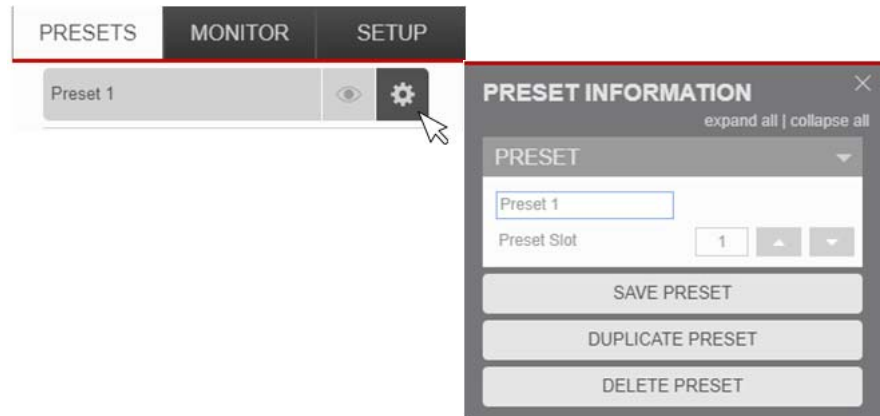 PRESETS MONITOR SETUP
Preset 1
PRESET INFORMATION
expand all | collapse all
PRESET
Preset 1
Preset Slot 1
SAVE PRESET
DUPLICATE PRESET
DELETE PRESET